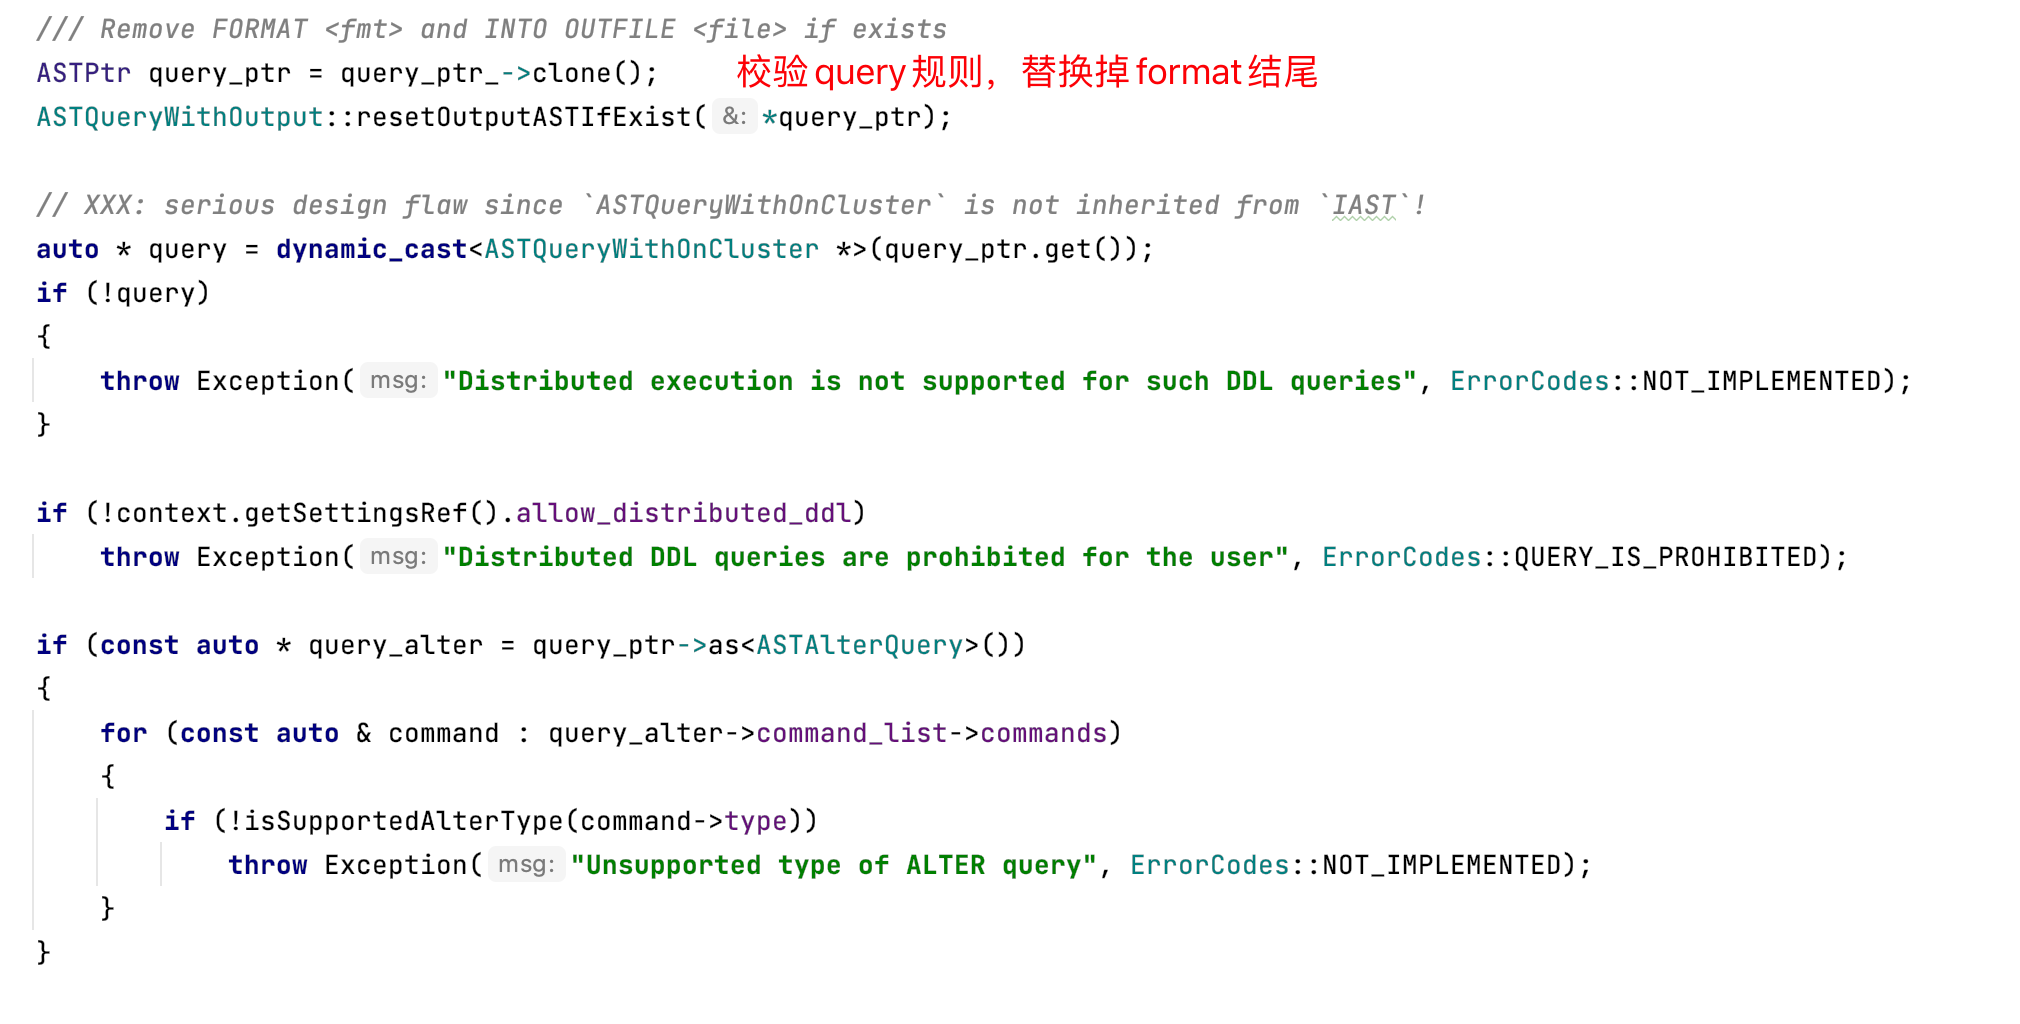 /// Remove FORMAT <fmt> and INTO OUTFILE <file> if exists
ASTPtr query_ptr = query_ptr_->clone(); 校验query规则，替换掉format结尾
ASTQueryWithOutput::resetOutputASTIfExist( &: *query_ptr);
// XXX: serious design flaw since `ASTQueryWithOnCluster` is not inherited from `IAST`!
auto * query = dynamic_cast<ASTQueryWithOnCluster *>(query_ptr.get());
if (!query)
{
    throw Exception( msg: "Distributed execution is not supported for such DDL queries", ErrorCodes::NOT_IMPLEMENTED);
}
if (!context.getSettingsRef().allow_distributed_ddl)
    throw Exception( msg: "Distributed DDL queries are prohibited for the user", ErrorCodes::QUERY_IS_PROHIBITED);
if (const auto * query_alter = query_ptr->as<ASTAlterQuery>())
{
    for (const auto & command : query_alter->command_list->commands)
    {
        if (!isSupportedAlterType(command->type))
            throw Exception( msg: "Unsupported type of ALTER query", ErrorCodes::NOT_IMPLEMENTED);
    }
}